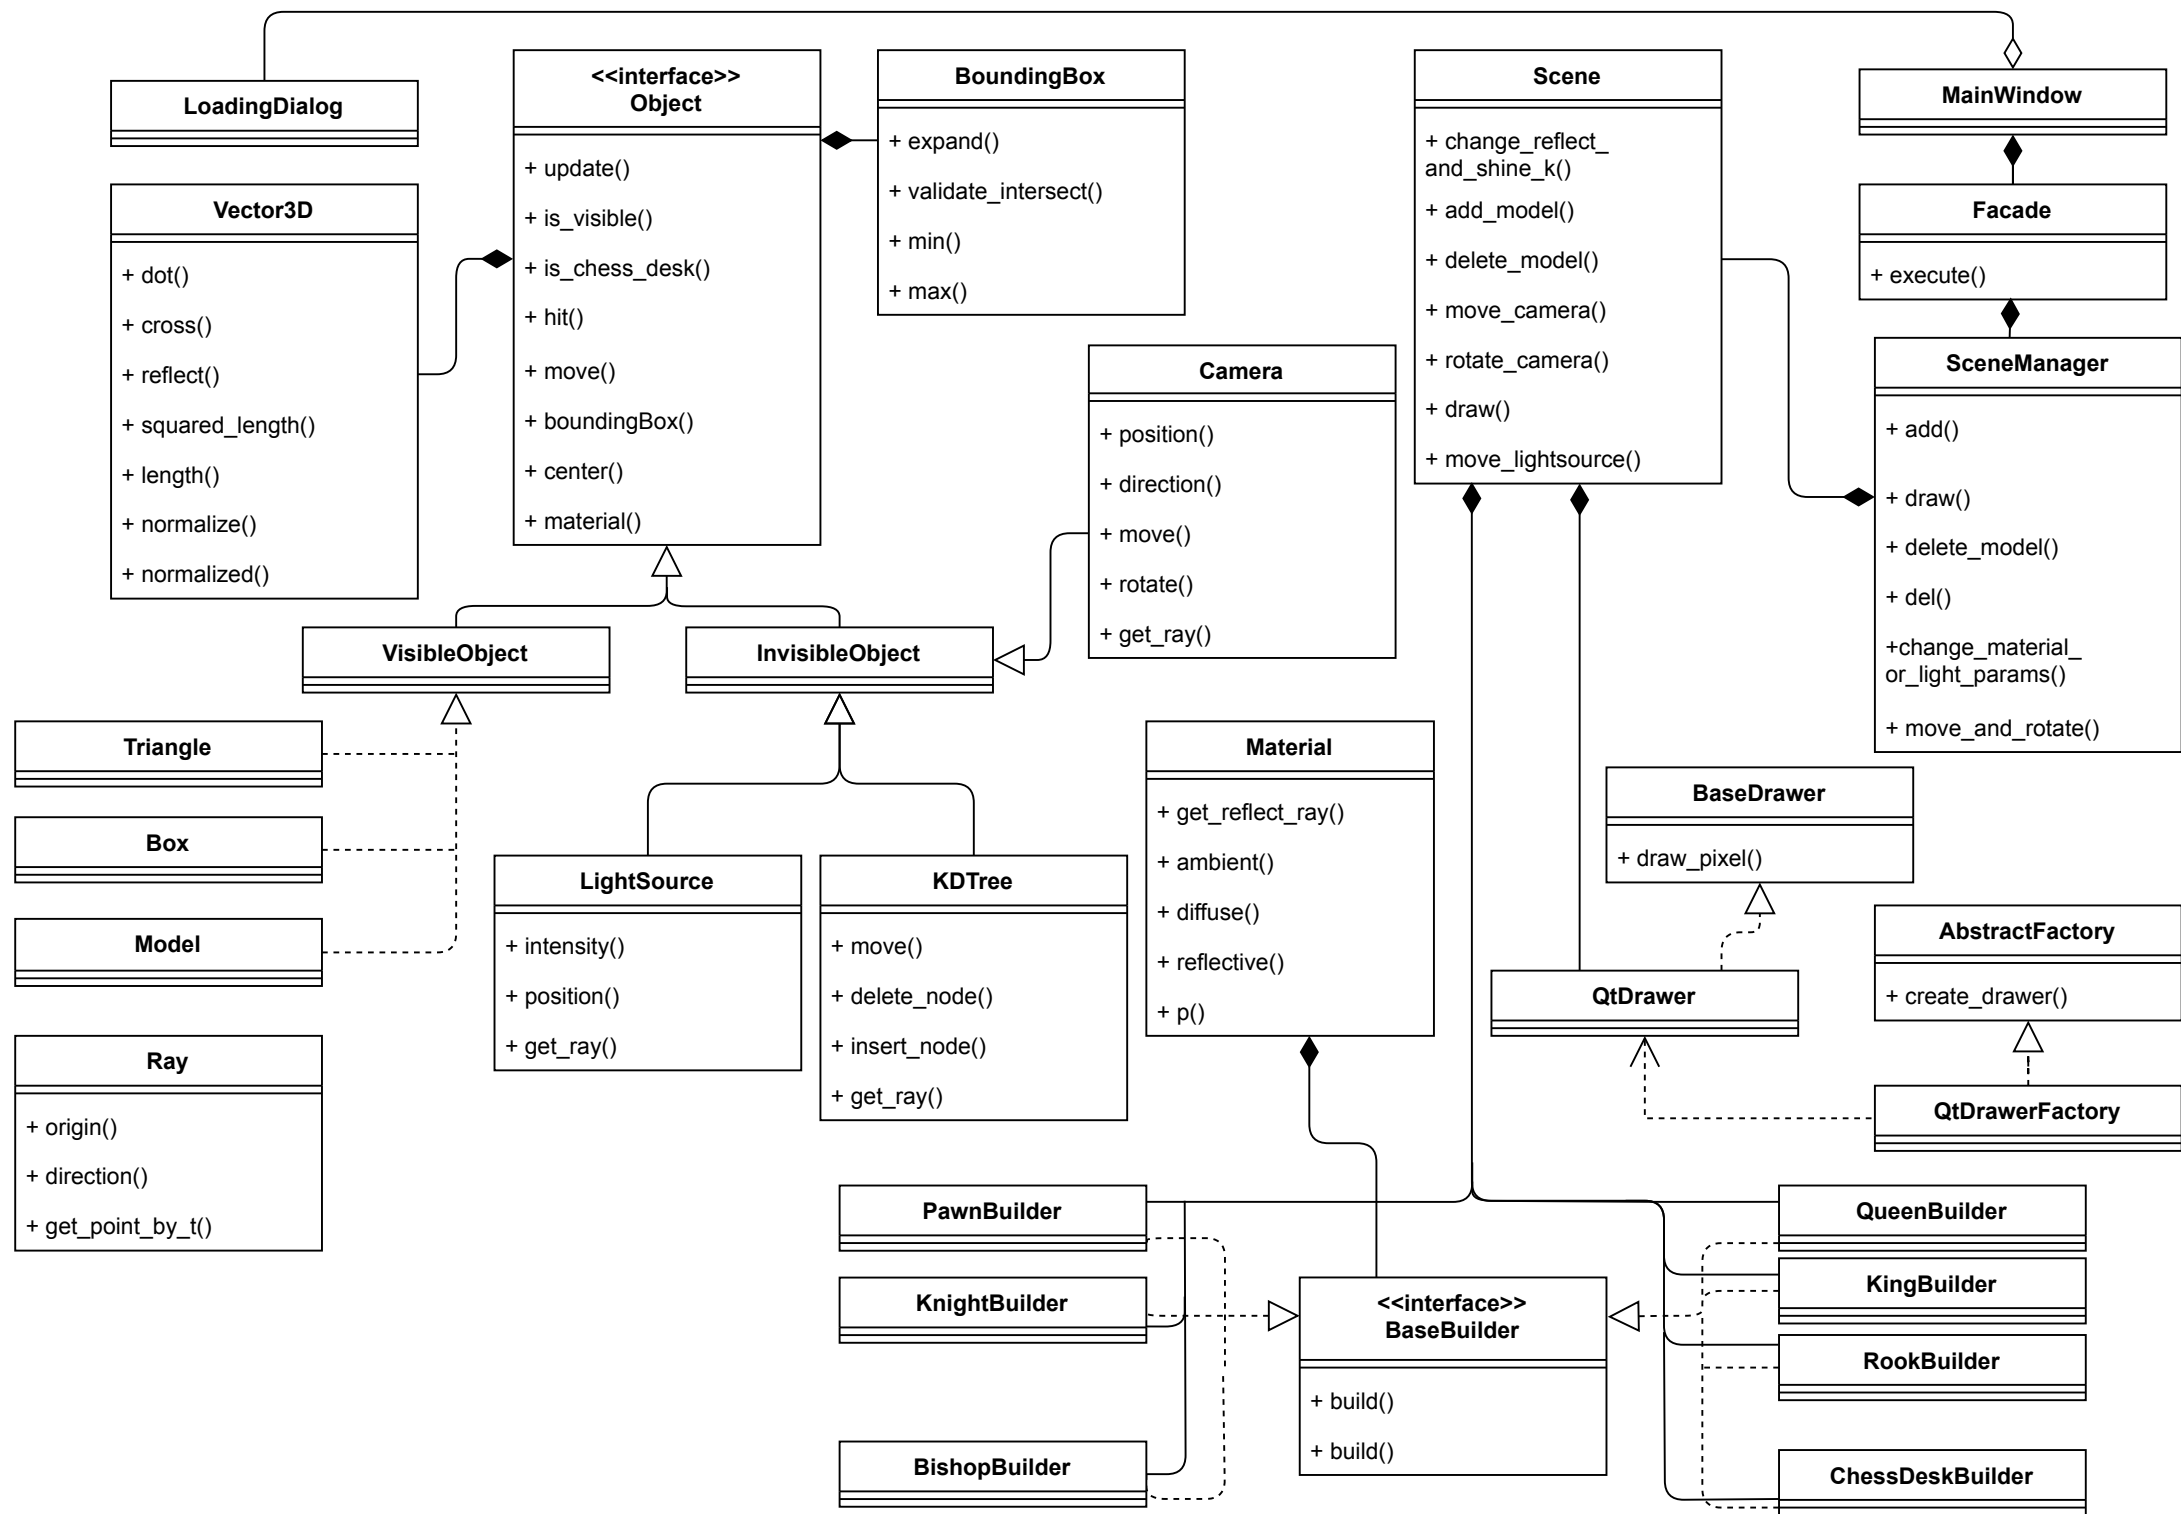 LoadingDialog
<<interface>>
Object
+ update()
+ is_visible()
+ is_chess_desk()
+ hit()
+ move()
+ boundingBox()
+ center()
+ material()
BoundingBox
+ expand()
+ validate_intersect()
+ min()
+ max()
Scene
+ change_reflect_
and_shine_k()
+ add_model()
+ delete_model()
+ move_camera()
+ rotate_camera()
+ draw()
+ move_lightsource()
MainWindow
Facade
+ execute()
SceneManager
+ add()
+ draw()
+ delete_model()
+ del()
+change_material_
or_light_params()
+ move_and_rotate()
Vector3D
+ dot()
+ cross()
+ reflect()
+ squared_length()
+ length()
+ normalize()
+ normalized()
Camera
+ position()
+ direction()
+ move()
+ rotate()
+ get_ray()
VisibleObject
InvisibleObject
Triangle
Box
Model
Ray
+ origin()
+ direction()
+ get_point_by_t()
LightSource
+ intensity()
+ position()
+ get_ray()
KDTree
+ move()
+ delete_node()
+ insert_node()
+ get_ray()
Material
+ get_reflect_ray()
+ ambient()
+ diffuse()
+ reflective()
+ p()
BaseDrawer
+ draw_pixel()
QtDrawer
AbstractFactory
+ create_drawer()
QtDrawerFactory
PawnBuilder
KnightBuilder
BishopBuilder
<<interface>>
BaseBuilder
+ build()
+ build()
QueenBuilder
KingBuilder
RookBuilder
ChessDeskBuilder